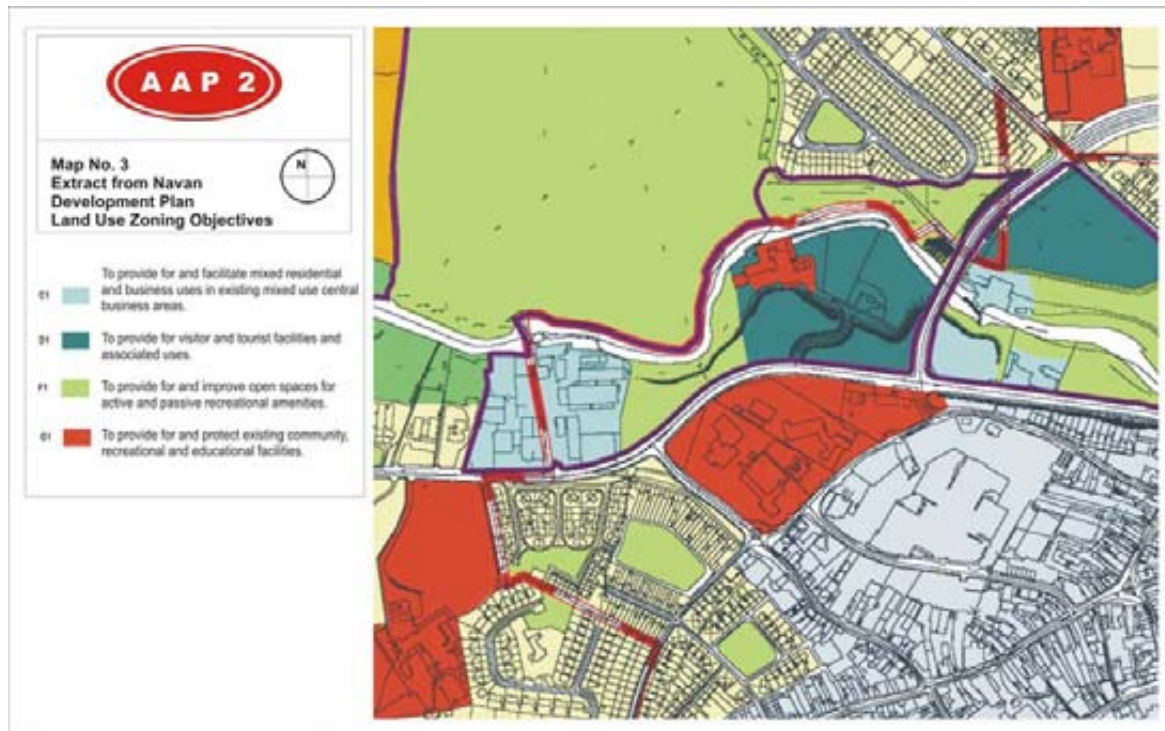 AAP 2
Map No. 3
N
Extract from Navan
Development Plan
Land Use Zoning Objectives
C1
To provide for and facilitate mixed residential
and business uses in existing mixed use central
business areas.
D1
To provide for visitor and tourist facilities and
associated uses.
F1
To provide for and improve open spaces for
active and passive recreational amenities.
G1
To provide for and protect existing community,
recreational and educational facilities.